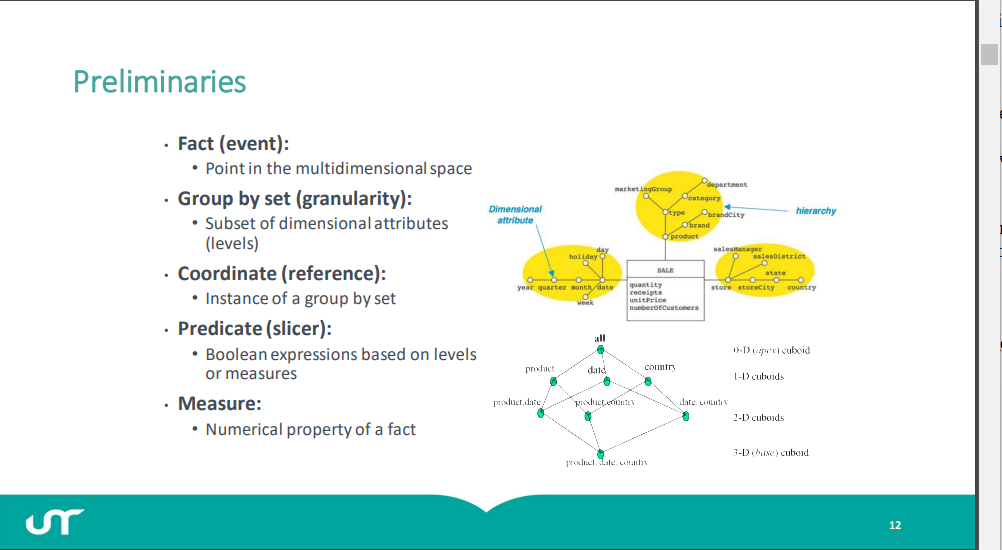 Preliminaries
• Fact (event):
• Point in the multidimensional space
• Group by set (granularity):
• Subset of dimensional attributes
(levels)
• Coordinate (reference):
• Instance of a group by set
• Predicate (slicer):
• Boolean expressions based on levels
or measures
• Measure:
• Numerical property of a fact
Dimensional
attribute
hierarchy
marketingGroup
department
category
type
brandCity
brand
product
day
holiday
year quarter month date
week
SALE
quantity
receipts
unitPrice
numberOfCustomers
salesManager
salesDistrict
state
store storeCity country
all
0-D (apex) cuboid
product
date
country
1-D cuboids
product,date
product,country
date, country
2-D cuboids
product, date, country
3-D (base) cuboid
12